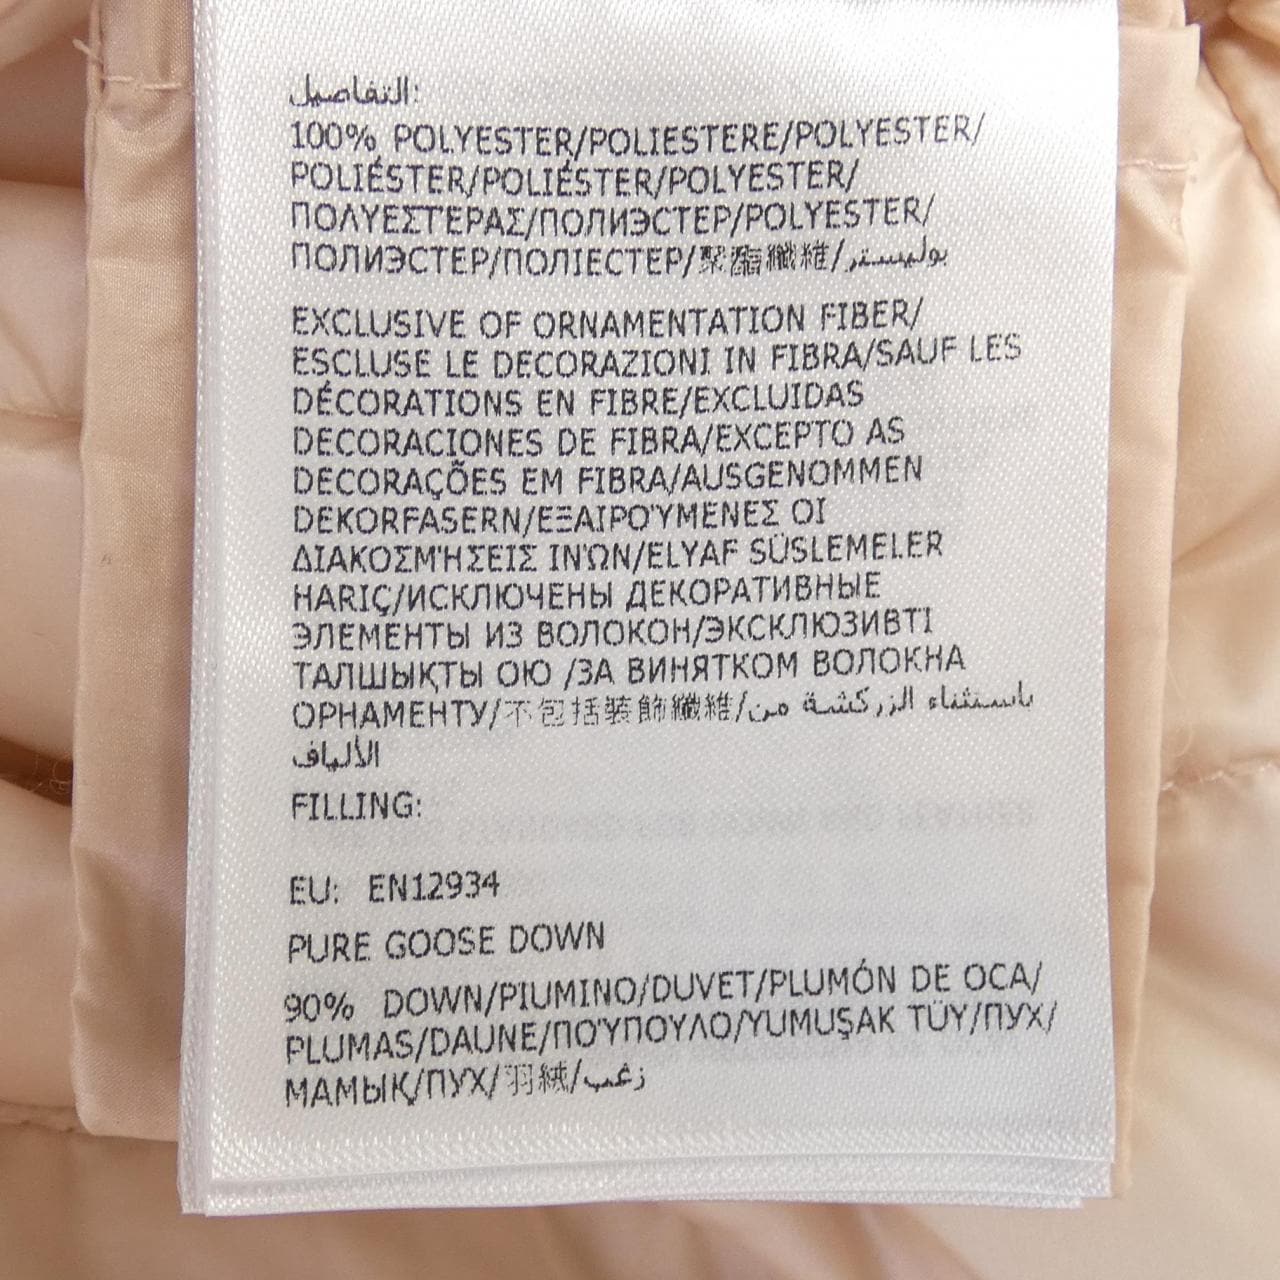 التفاصيل:
100% POLYESTER/POLIESTERE/POLYESTER/
POLIÉSTER/POLIÉSTER/POLYESTER/
ΠΟΛΥΕΣΤΕΡΑΣ/ПОЛИЭСТЕР/POLYESTER/
ПОЛИЭСТЕР/ПОЛІЕСТЕР/聚酯纖維/بوليستر
EXCLUSIVE OF ORNAMENTATION FIBER/
ESCLUSE LE DECORAZIONI IN FIBRA/SAUF LES
DÉCORATIONS EN FIBRE/EXCLUIDAS
DECORACIONES DE FIBRA/EXCEPTO AS
DECORAÇÕES EM FIBRA/AUSGENOMMEN
DEKORFASERN/ΕΞΑΙΡΟΎΜΕΝΕΣ ΟΙ
ΔΙΑΚΟΣΜΉΣΕΙΣ ΙΝΏΝ/ELYAF SÜSLEMELER
HARIÇ/ИСКЛЮЧЕНЫ ДЕКОРАТИВНЫЕ
ЭЛЕМЕНТЫ ИЗ ВОЛОКОН/ЭКСКЛЮЗИВТІ
ТАЛШЫҚТЫ ОЮ /ЗА ВИНЯТКОМ ВОЛОКНА
ОРНАМЕНТУ/不包括裝飾纖維/باستثناء الزركشة من
الألياف
FILLING:
EU: EN12934
PURE GOOSE DOWN
90% DOWN/PIUMINO/DUVET/PLUMÓN DE OCA/
PLUMAS/DAUNE/ΠΟΎΠΟΥΛΟ/YUMUŞAK TÜY/ПУХ/
МАМЫҚ/ПУХ/羽絨/زغب